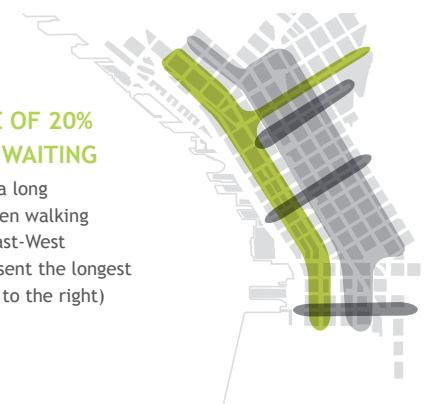 OF 20%
WAITING
a long
en walking
ast-West
sent the longest
to the right)